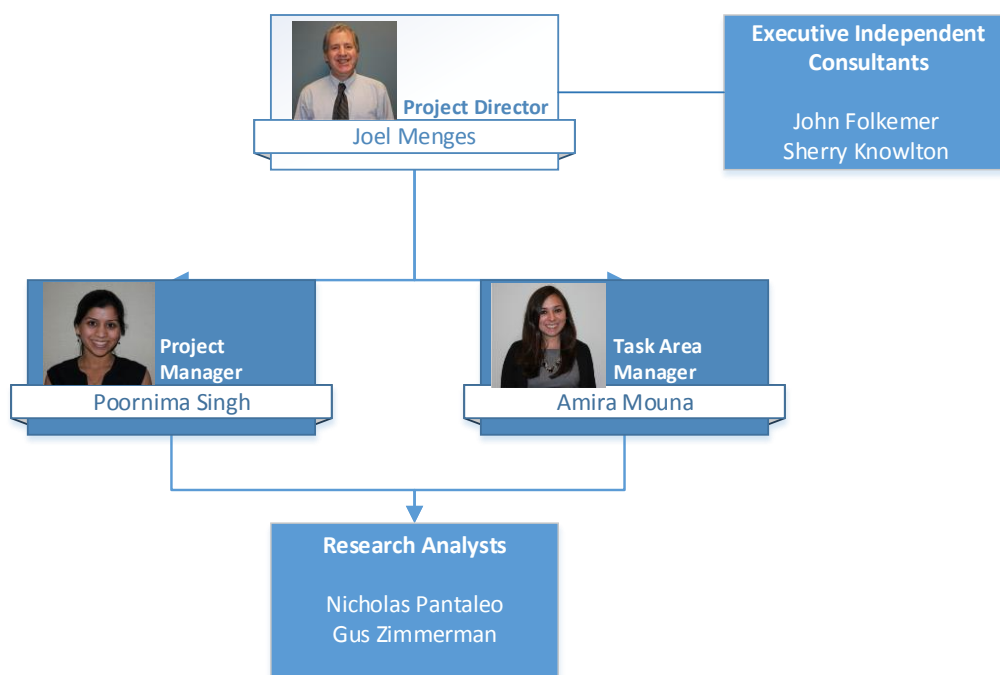 Project Director
Joel Menges
Executive Independent
Consultants
John Folkemer
Sherry Knowlton
Project
Manager
Poornima Singh
Task Area
Manager
Amira Mouna
Research Analysts
Nicholas Pantaleo
Gus Zimmerman